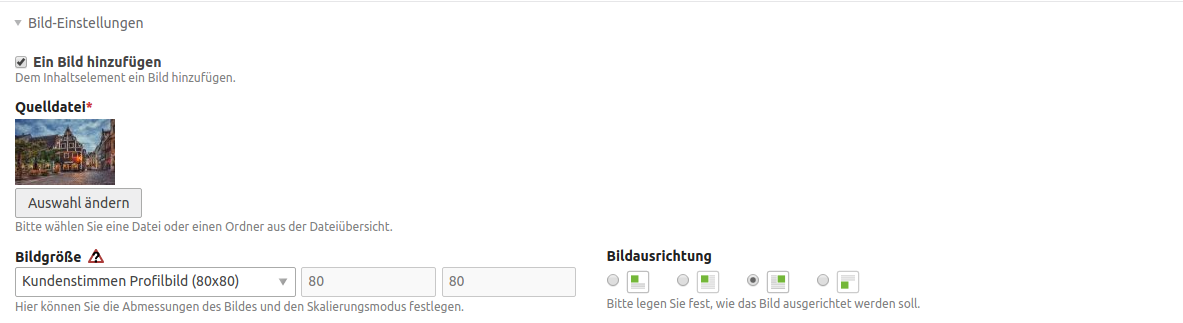 Bild-Einstellungen
Ein Bild hinzufügen
Dem Inhaltselement ein Bild hinzufügen.
Quelldatei*
Auswahl ändern
Bitte wählen Sie eine Datei oder einen Ordner aus der Dateiübersicht.
Bildgröße
Kundenstimmen Profilbild (80x80) 80 80
Hier können Sie die Abmessungen des Bildes und den Skalierungsmodus festlegen.
Bildausrichtung
Bitte legen Sie fest, wie das Bild ausgerichtet werden soll.